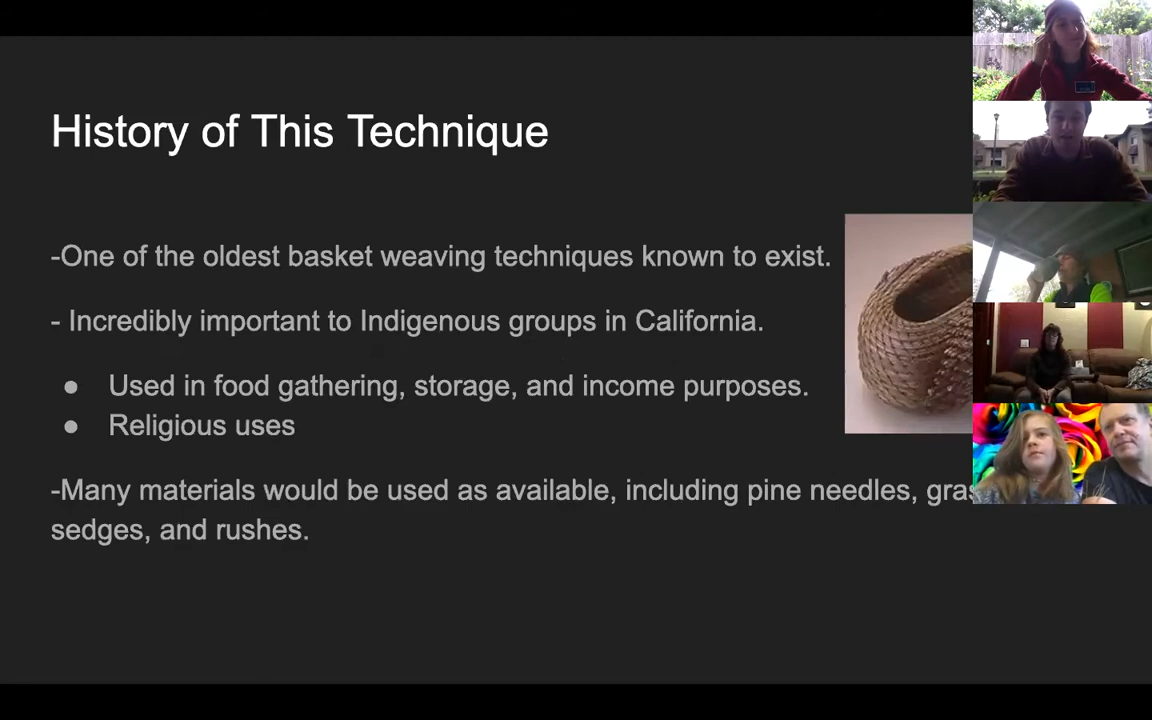 History of This Technique
-One of the oldest basket weaving techniques known to exist.
- Incredibly important to Indigenous groups in California.
● Used in food gathering, storage, and income purposes.
● Religious uses
-Many materials would be used as available, including pine needles,
sedges, and rushes.